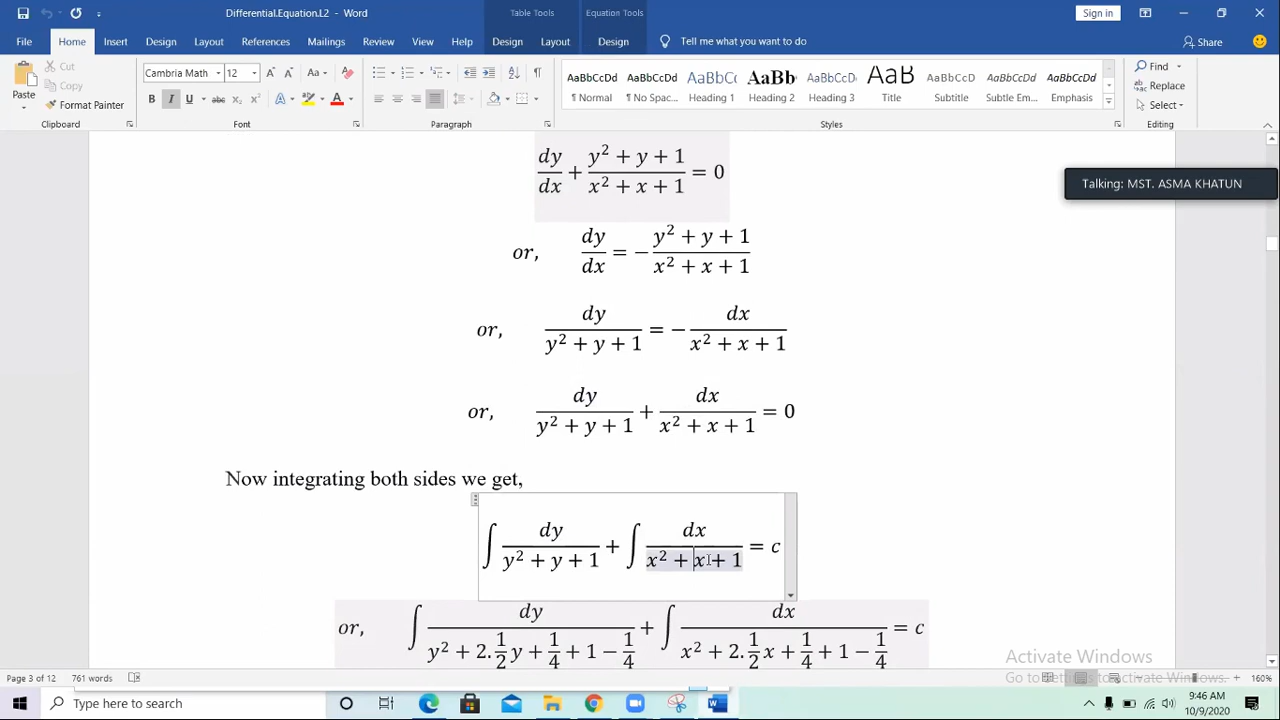 Differential.Equation.L2 - Word
Table Tools
Equation Tools
Sign in
File Home Insert Design Layout References Mailings Review View Help Design Layout Design Tell me what you want to do Share
Paste
Cut
Copy
Format Painter
Clipboard
Cambria Math 12
Font
Paragraph
AaBbCcDd AaBbCcDd AaBbCcI AaBb AaBbCcDd AaB AaBbCcD AaBbCcDd AaBbCcDd
¶ Normal ¶ No Spac... Heading 1 Heading 2 Heading 3 Title Subtitle Subtle Em... Emphasis
Styles
Find
Replace
Select
Editing
Talking: MST. ASMA KHATUN
dy/dx + (y² + y + 1)/(x² + x + 1) = 0
or, dy/dx = − (y² + y + 1)/(x² + x + 1)
or, dy/(y² + y + 1) = − dx/(x² + x + 1)
or, dy/(y² + y + 1) + dx/(x² + x + 1) = 0
Now integrating both sides we get,
∫ dy/(y² + y + 1) + ∫ dx/(x² + x + 1) = c
or, ∫ dy/(y² + 2.½y + ¼ + 1 − ¼) + ∫ dx/(x² + 2.½x + ¼ + 1 − ¼) = c
Activate Windows
Go to Settings to activate Windows.
Page 3 of 12 761 words
160%
Type here to search
9:46 AM
10/9/2020